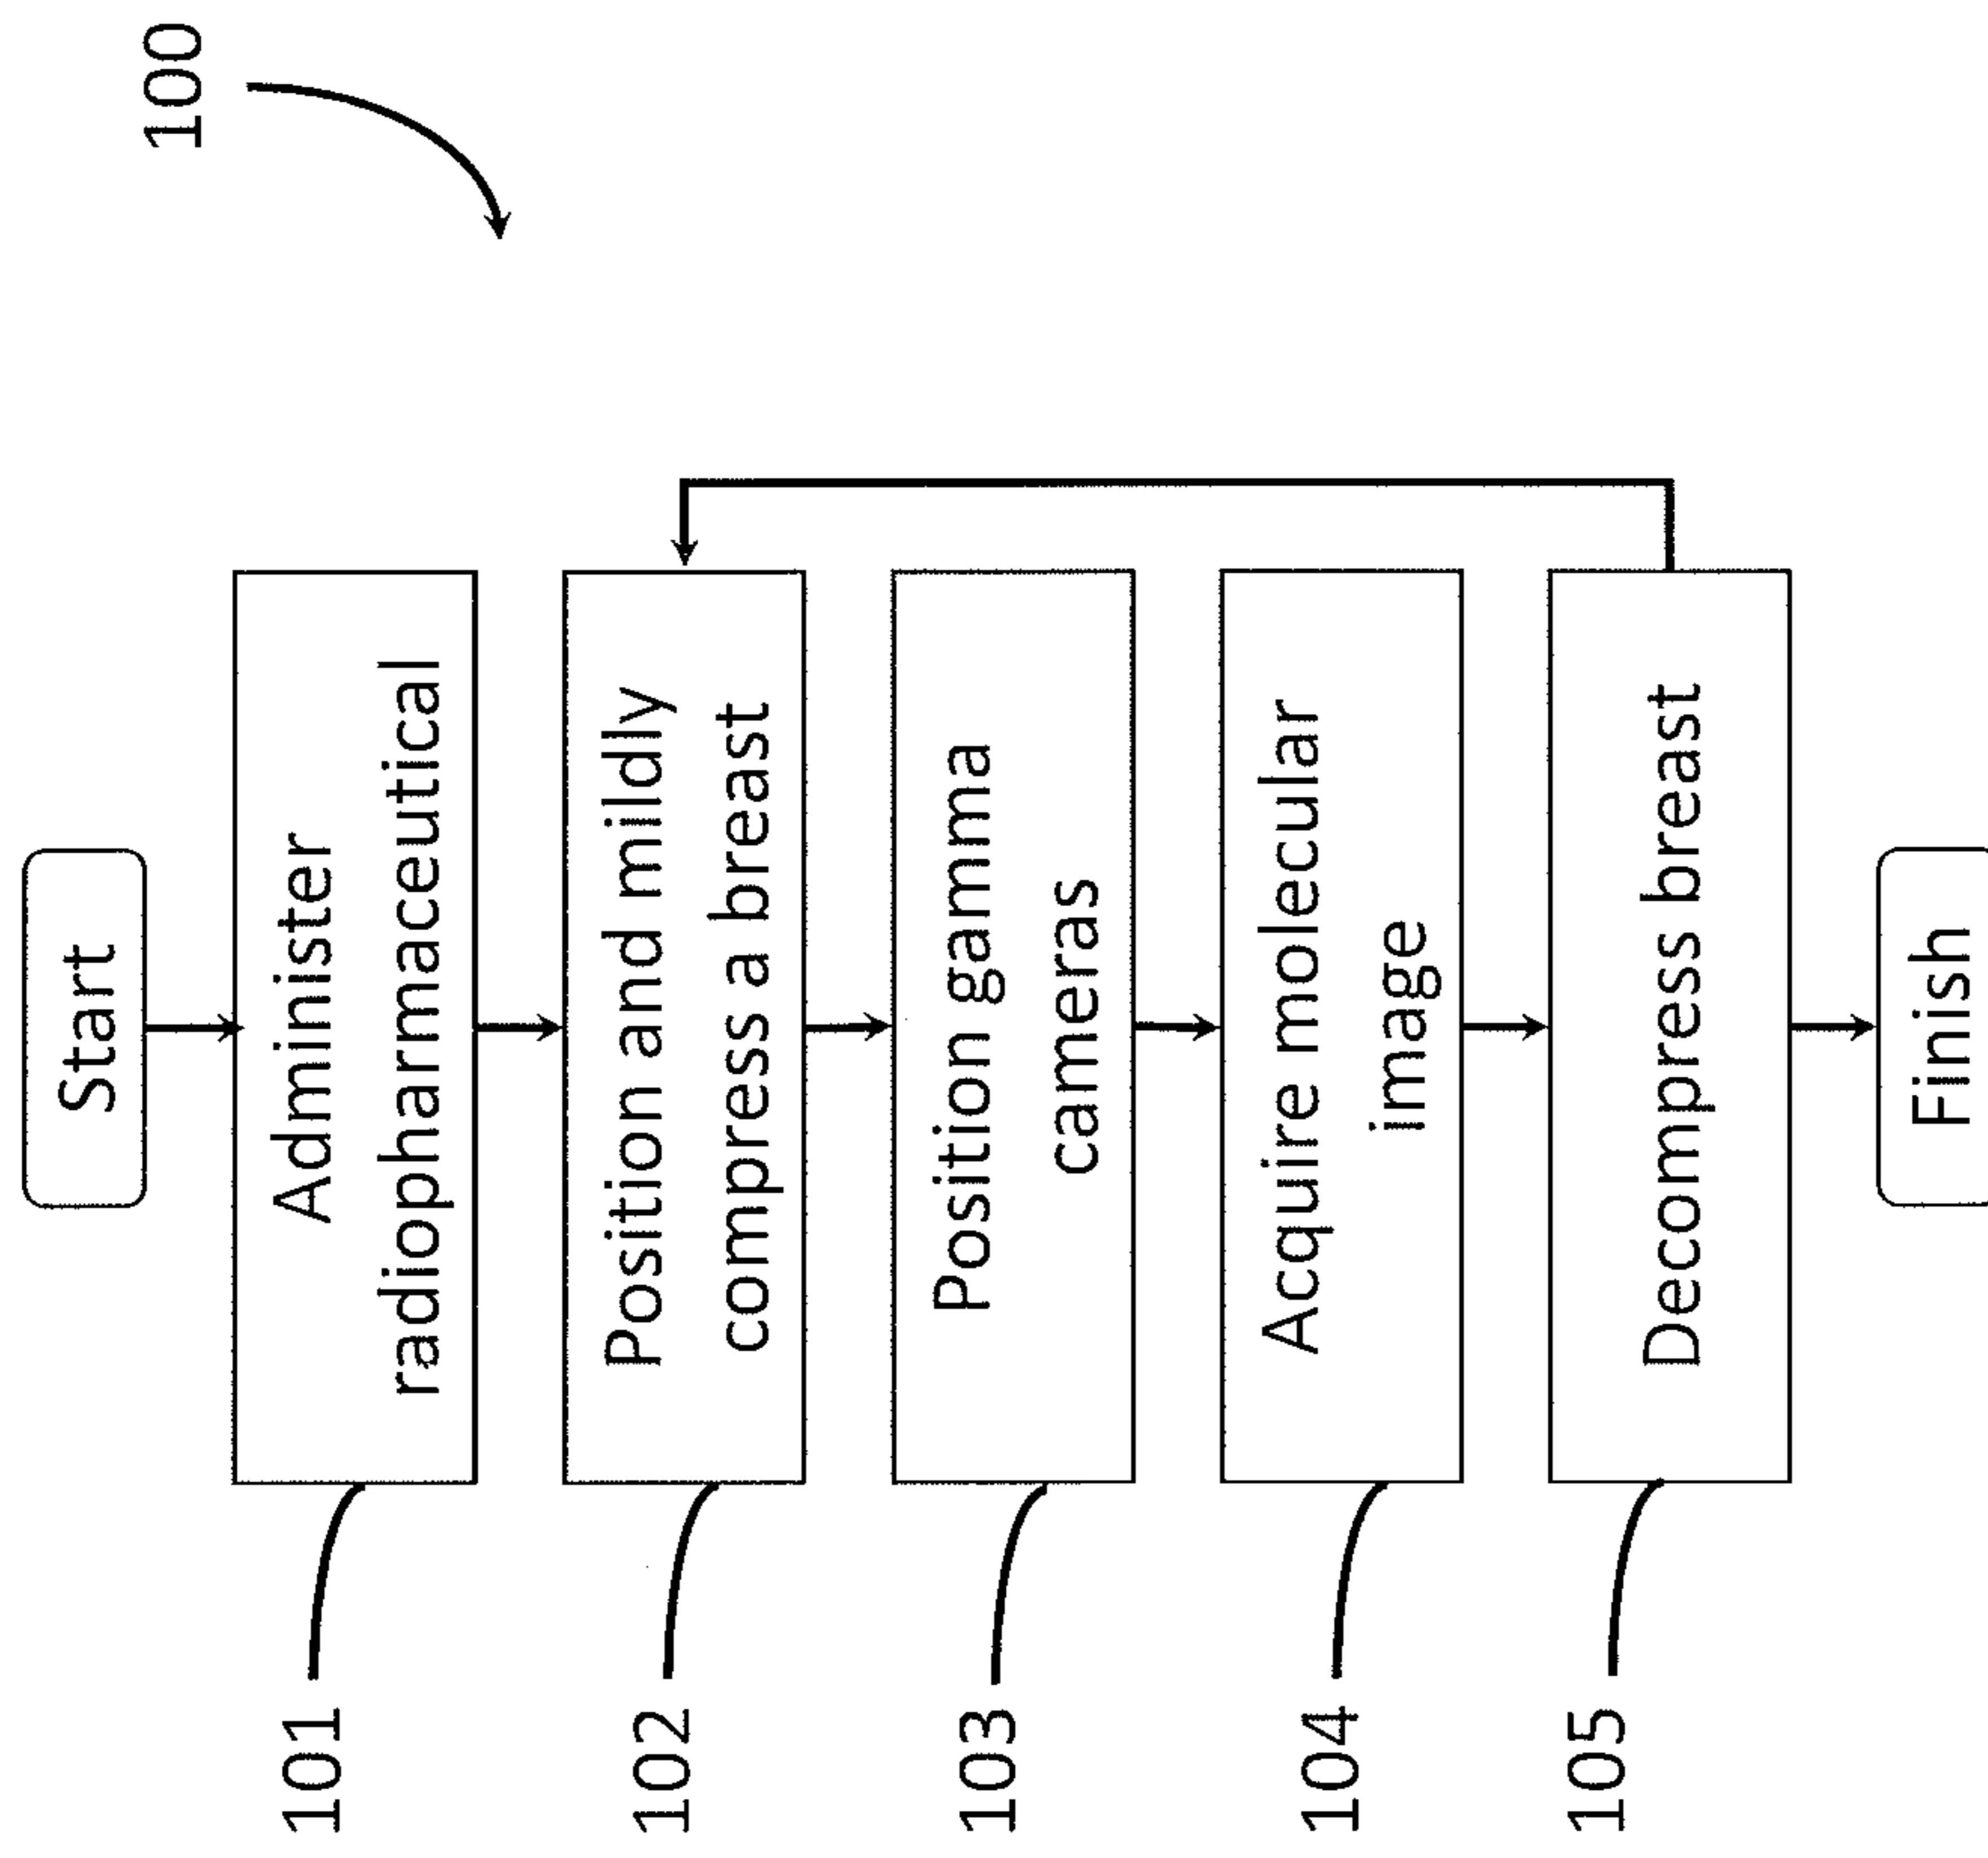 100
Start
101
Administer
radiopharmaceutical
102
Position and mildly
compress a breast
103
Position gamma
cameras
104
Acquire molecular
image
105
Decompress breast
Finish